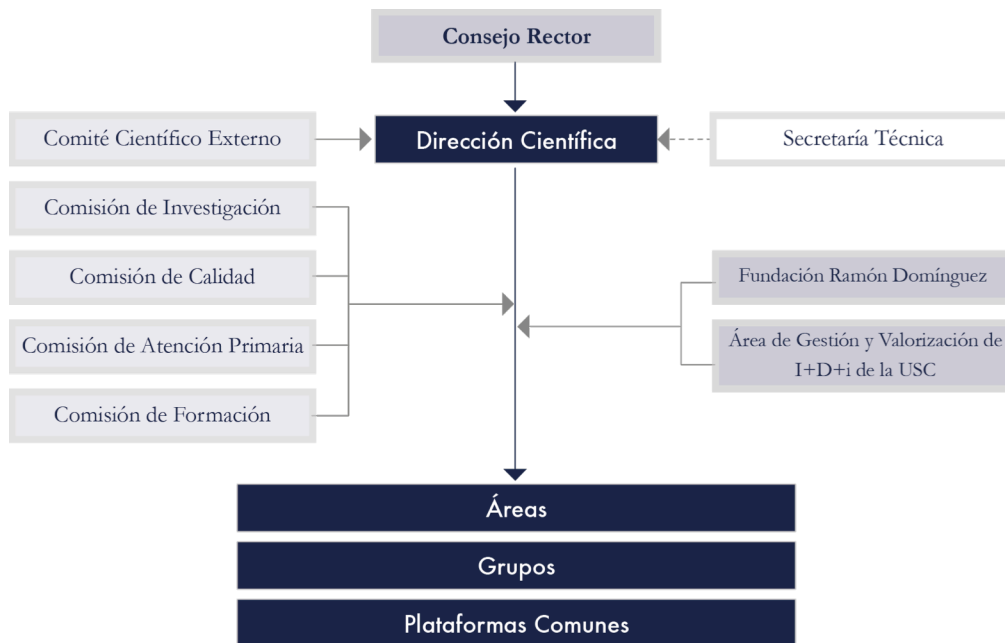 Consejo Rector
Comité Científico Externo
Dirección Científica
Secretaría Técnica
Comisión de Investigación
Comisión de Calidad
Comisión de Atención Primaria
Comisión de Formación
Fundación Ramón Domínguez
Área de Gestión y Valorización de
I+D+i de la USC
Áreas
Grupos
Plataformas Comunes